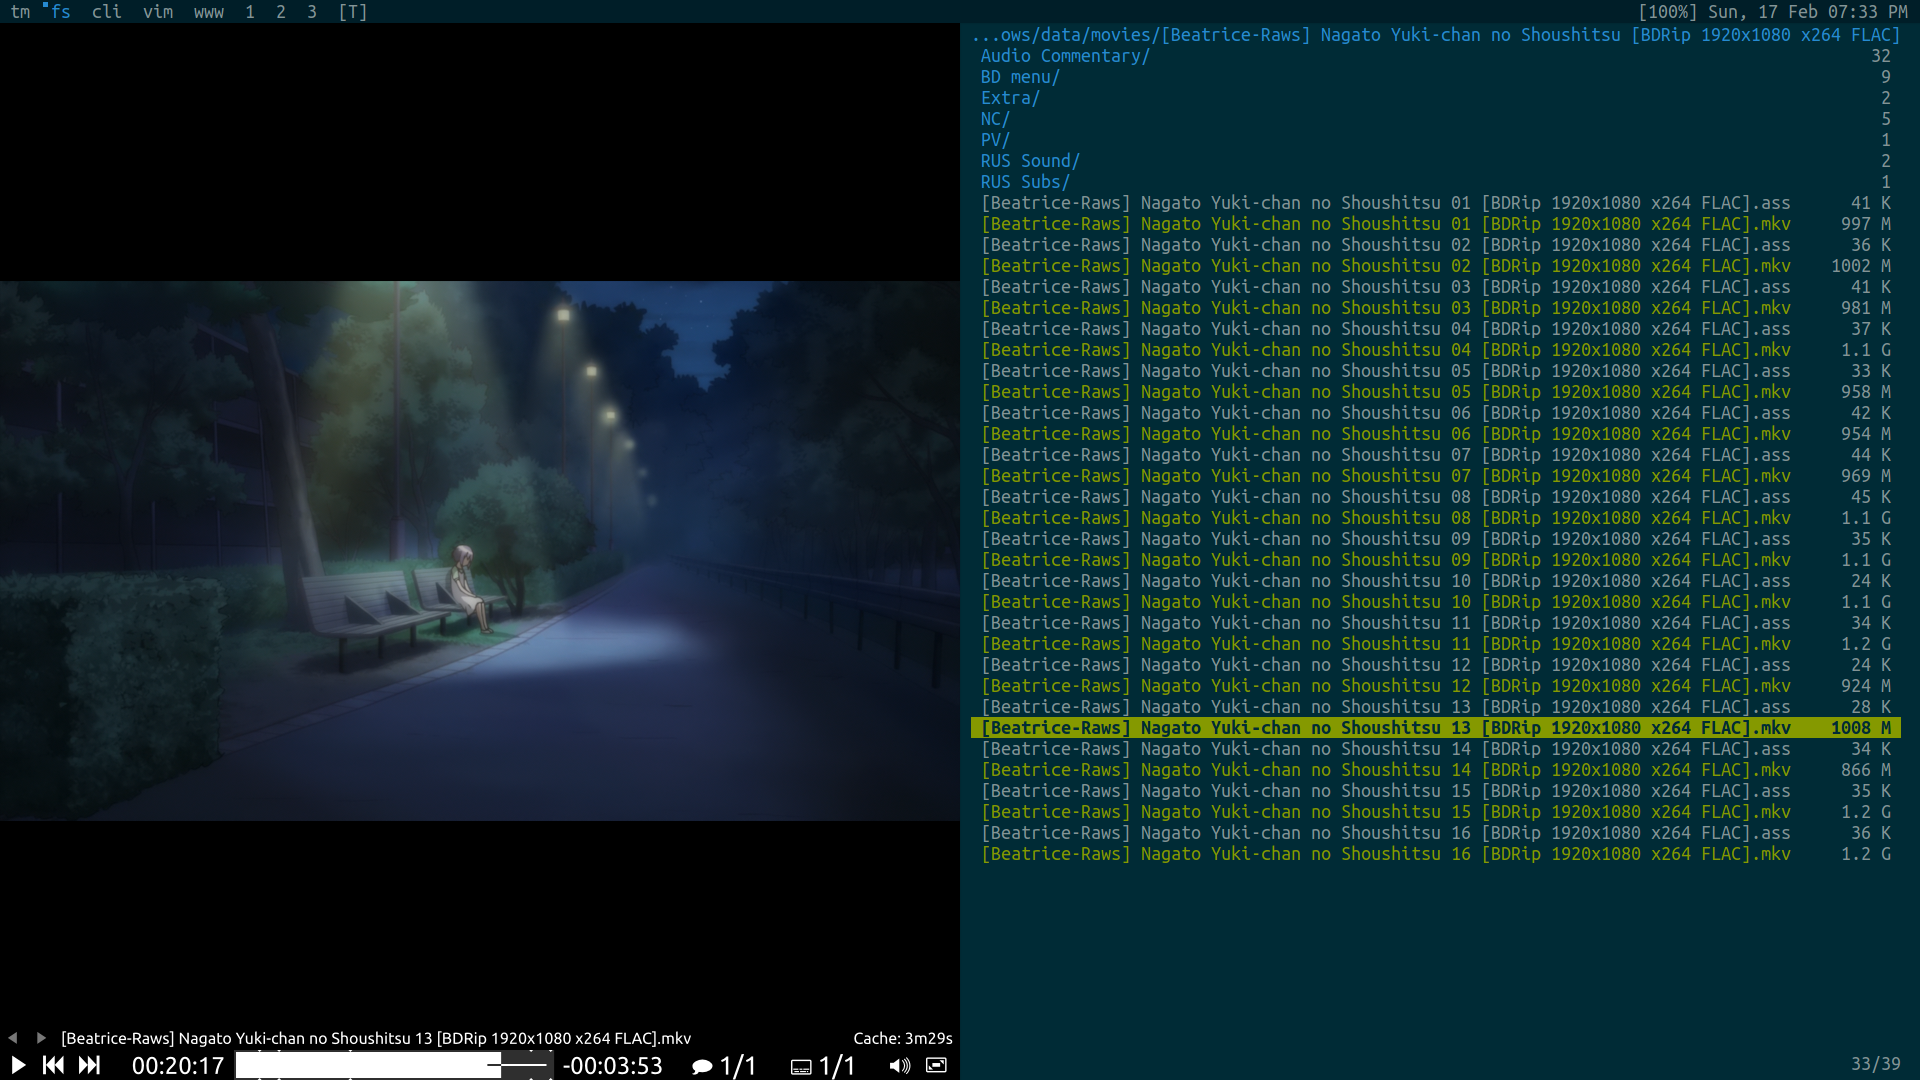 tm fs cli vim www 1 2 3 [T] [100%] Sun, 17 Feb 07:33 PM
...ows/data/movies/[Beatrice-Raws] Nagato Yuki-chan no Shoushitsu [BDRip 1920x1080 x264 FLAC]
Audio Commentary/ 32
BD menu/ 9
Extra/ 2
NC/ 5
PV/ 1
RUS Sound/ 2
RUS Subs/ 1
[Beatrice-Raws] Nagato Yuki-chan no Shoushitsu 01 [BDRip 1920x1080 x264 FLAC].ass 41 K
[Beatrice-Raws] Nagato Yuki-chan no Shoushitsu 01 [BDRip 1920x1080 x264 FLAC].mkv 997 M
[Beatrice-Raws] Nagato Yuki-chan no Shoushitsu 02 [BDRip 1920x1080 x264 FLAC].ass 36 K
[Beatrice-Raws] Nagato Yuki-chan no Shoushitsu 02 [BDRip 1920x1080 x264 FLAC].mkv 1002 M
[Beatrice-Raws] Nagato Yuki-chan no Shoushitsu 03 [BDRip 1920x1080 x264 FLAC].ass 41 K
[Beatrice-Raws] Nagato Yuki-chan no Shoushitsu 03 [BDRip 1920x1080 x264 FLAC].mkv 981 M
[Beatrice-Raws] Nagato Yuki-chan no Shoushitsu 04 [BDRip 1920x1080 x264 FLAC].ass 37 K
[Beatrice-Raws] Nagato Yuki-chan no Shoushitsu 04 [BDRip 1920x1080 x264 FLAC].mkv 1.1 G
[Beatrice-Raws] Nagato Yuki-chan no Shoushitsu 05 [BDRip 1920x1080 x264 FLAC].ass 33 K
[Beatrice-Raws] Nagato Yuki-chan no Shoushitsu 05 [BDRip 1920x1080 x264 FLAC].mkv 958 M
[Beatrice-Raws] Nagato Yuki-chan no Shoushitsu 06 [BDRip 1920x1080 x264 FLAC].ass 42 K
[Beatrice-Raws] Nagato Yuki-chan no Shoushitsu 06 [BDRip 1920x1080 x264 FLAC].mkv 954 M
[Beatrice-Raws] Nagato Yuki-chan no Shoushitsu 07 [BDRip 1920x1080 x264 FLAC].ass 44 K
[Beatrice-Raws] Nagato Yuki-chan no Shoushitsu 07 [BDRip 1920x1080 x264 FLAC].mkv 969 M
[Beatrice-Raws] Nagato Yuki-chan no Shoushitsu 08 [BDRip 1920x1080 x264 FLAC].ass 45 K
[Beatrice-Raws] Nagato Yuki-chan no Shoushitsu 08 [BDRip 1920x1080 x264 FLAC].mkv 1.1 G
[Beatrice-Raws] Nagato Yuki-chan no Shoushitsu 09 [BDRip 1920x1080 x264 FLAC].ass 35 K
[Beatrice-Raws] Nagato Yuki-chan no Shoushitsu 09 [BDRip 1920x1080 x264 FLAC].mkv 1.1 G
[Beatrice-Raws] Nagato Yuki-chan no Shoushitsu 10 [BDRip 1920x1080 x264 FLAC].ass 24 K
[Beatrice-Raws] Nagato Yuki-chan no Shoushitsu 10 [BDRip 1920x1080 x264 FLAC].mkv 1.1 G
[Beatrice-Raws] Nagato Yuki-chan no Shoushitsu 11 [BDRip 1920x1080 x264 FLAC].ass 34 K
[Beatrice-Raws] Nagato Yuki-chan no Shoushitsu 11 [BDRip 1920x1080 x264 FLAC].mkv 1.2 G
[Beatrice-Raws] Nagato Yuki-chan no Shoushitsu 12 [BDRip 1920x1080 x264 FLAC].ass 24 K
[Beatrice-Raws] Nagato Yuki-chan no Shoushitsu 12 [BDRip 1920x1080 x264 FLAC].mkv 924 M
[Beatrice-Raws] Nagato Yuki-chan no Shoushitsu 13 [BDRip 1920x1080 x264 FLAC].ass 28 K
[Beatrice-Raws] Nagato Yuki-chan no Shoushitsu 13 [BDRip 1920x1080 x264 FLAC].mkv 1008 M
[Beatrice-Raws] Nagato Yuki-chan no Shoushitsu 14 [BDRip 1920x1080 x264 FLAC].ass 34 K
[Beatrice-Raws] Nagato Yuki-chan no Shoushitsu 14 [BDRip 1920x1080 x264 FLAC].mkv 866 M
[Beatrice-Raws] Nagato Yuki-chan no Shoushitsu 15 [BDRip 1920x1080 x264 FLAC].ass 35 K
[Beatrice-Raws] Nagato Yuki-chan no Shoushitsu 15 [BDRip 1920x1080 x264 FLAC].mkv 1.2 G
[Beatrice-Raws] Nagato Yuki-chan no Shoushitsu 16 [BDRip 1920x1080 x264 FLAC].ass 36 K
[Beatrice-Raws] Nagato Yuki-chan no Shoushitsu 16 [BDRip 1920x1080 x264 FLAC].mkv 1.2 G
[Beatrice-Raws] Nagato Yuki-chan no Shoushitsu 13 [BDRip 1920x1080 x264 FLAC].mkv Cache: 3m29s
00:20:17 -00:03:53 1/1 1/1
33/39